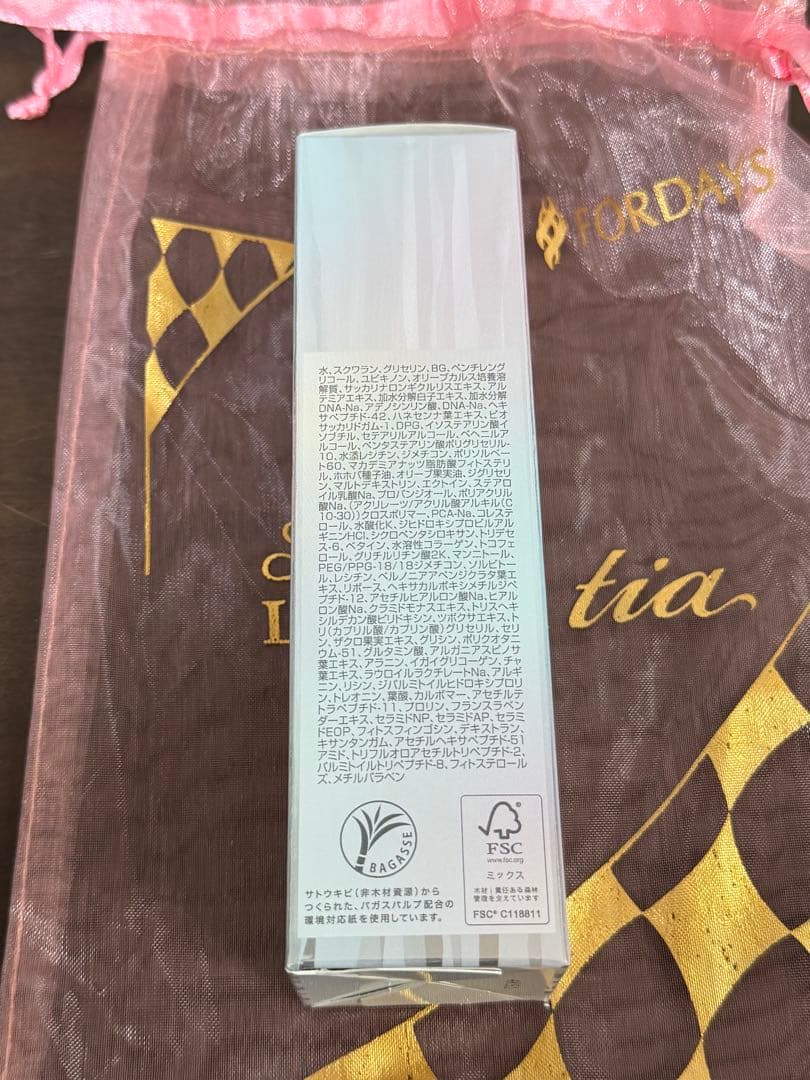 FORDAYS
水、スクワラン、グリセリン、BG、ペンチレング
リコール、ユビキノン、オリーブカルス培養溶
解質、サッカリナロンギクルリスエキス、アル
テミアエキス、加水分解白子エキス、加水分解
DNA-Na、アデノシンリン酸、DNA-Na、ヘキ
サペプチド-42、ハネセンナ葉エキス、ビオ
サッカリドガム-1、DPG、イソステアリン酸イ
ソブチル、セテアリルアルコール、ベヘニルア
ルコール、ペンタステアリン酸ポリグリセリル-
10、水添レシチン、ジメチコン、ポリソルベ
ート60、マカデミアナッツ脂肪酸フィトステリ
ル、ホホバ種子油、オリーブ果実油、ジグリセリ
ン、マルトデキストリン、エクトイン、ステアロ
イル乳酸Na、プロパンジオール、ポリアクリル
酸Na、(アクリレーツ/アクリル酸アルキル(C
10-30))クロスポリマー、PCA-Na、コレステ
ロール、水酸化K、ジヒドロキシプロピルアル
ギニンHCl、シクロペンタシロキサン、トリデセ
ス-6、ベタイン、水溶性コラーゲン、トコフェ
ロール、グリチルリチン酸2K、マンニトール、
PEG/PPG-18/18ジメチコン、ソルビトー
ル、レシチン、ベルノニアアペンジクラタ葉エ
キス、リボース、ヘキサカルボキシメチルジペ
プチド-12、アセチルヒアルロン酸Na、ヒアル
ロン酸Na、クラミドモナスエキス、トリスヘキ
シルデカン酸ピリドキシン、ツボクサエキス、ト
リ(カプリル酸/カプリン酸)グリセリル、セリ
ン、ザクロ果実エキス、グリシン、ポリクオタニ
ウム-51、グルタミン酸、アルガニアスピノサ
葉エキス、アラニン、イガイグリコーゲン、チャ
葉エキス、ラウロイルラクチレートNa、アルギ
ニン、リシン、ジパルミトイルヒドロキシプロリ
ン、トレオニン、葉酸、カルボマー、アセチルテ
トラペプチド-11、プロリン、フランスラベン
ダーエキス、セラミドNP、セラミドAP、セラミ
ドEOP、フィトスフィンゴシン、デキストラン、
キサンタンガム、アセチルヘキサペプチド-51
アミド、トリフルオロアセチルトリペプチド-2、
パルミトイルトリペプチド-8、フィトステロール
ズ、メチルパラベン
tia
BAGASSE
サトウキビ(非木材資源)から
つくられた、バガスパルプ配合の
環境対応紙を使用しています。
FSC
www.fsc.org
ミックス
木材|責任ある森林
管理を支えています
FSC® C118811